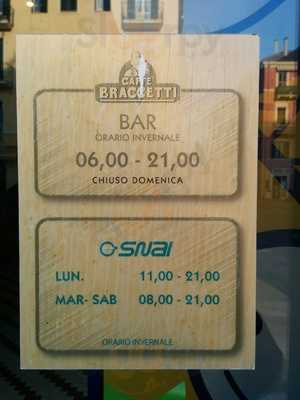 CAFFÈ
BRACCETTI
BAR
ORARIO INVERNALE
06,00 - 21,00
CHIUSO DOMENICA
SNAI
LUN. 11,00 - 21,00
MAR- SAB 08,00 - 21,00
ORARIO INVERNALE